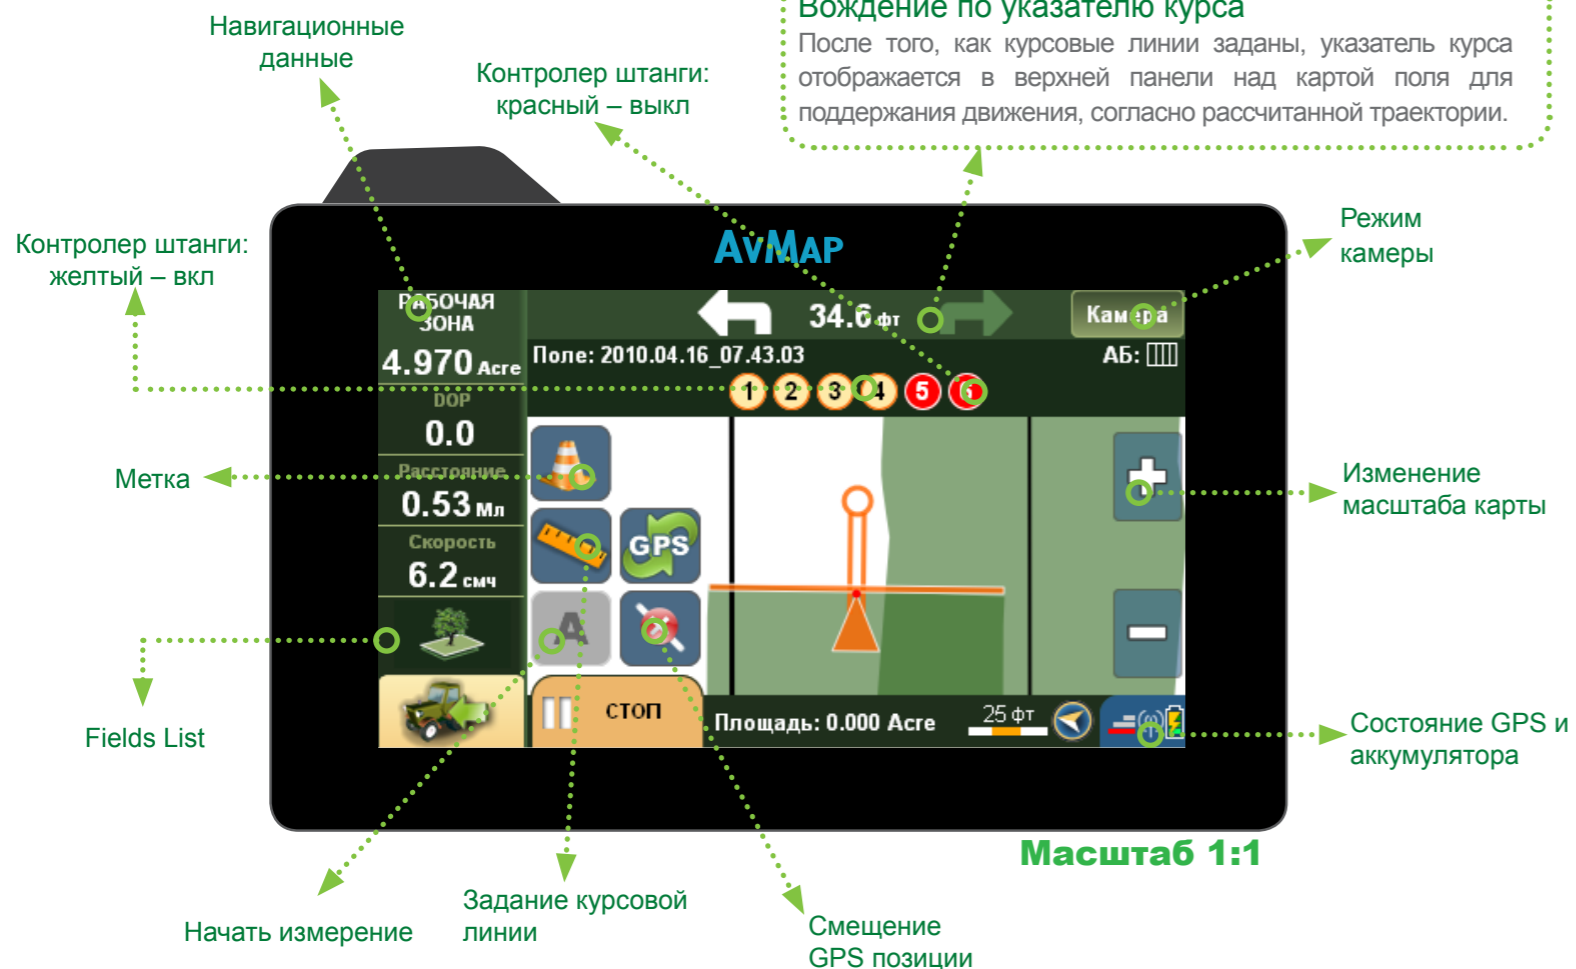 Вождение по указателю курса
После того, как курсовые линии заданы, указатель курса
отображается в верхней панели над картой поля для
поддержания движения, согласно рассчитанной траектории.
Навигационные
данные
Контролер штанги:
красный – выкл
Контролер штанги:
желтый – вкл
Режим
камеры
AvMap
РАБОЧАЯ
ЗОНА
4.970 Acre
DOP
0.0
Расстояние
0.53 Мл
Скорость
6.2 смч
34.6 фт
Камера
Поле: 2010.04.16_07.43.03
АБ:
1 2 3 4 5 6
GPS
A
СТОП
Площадь: 0.000 Acre
25 фт
Метка
Изменение
масштаба карты
Fields List
Состояние GPS и
аккумулятора
Масштаб 1:1
Начать измерение
Задание курсовой
линии
Смещение
GPS позиции